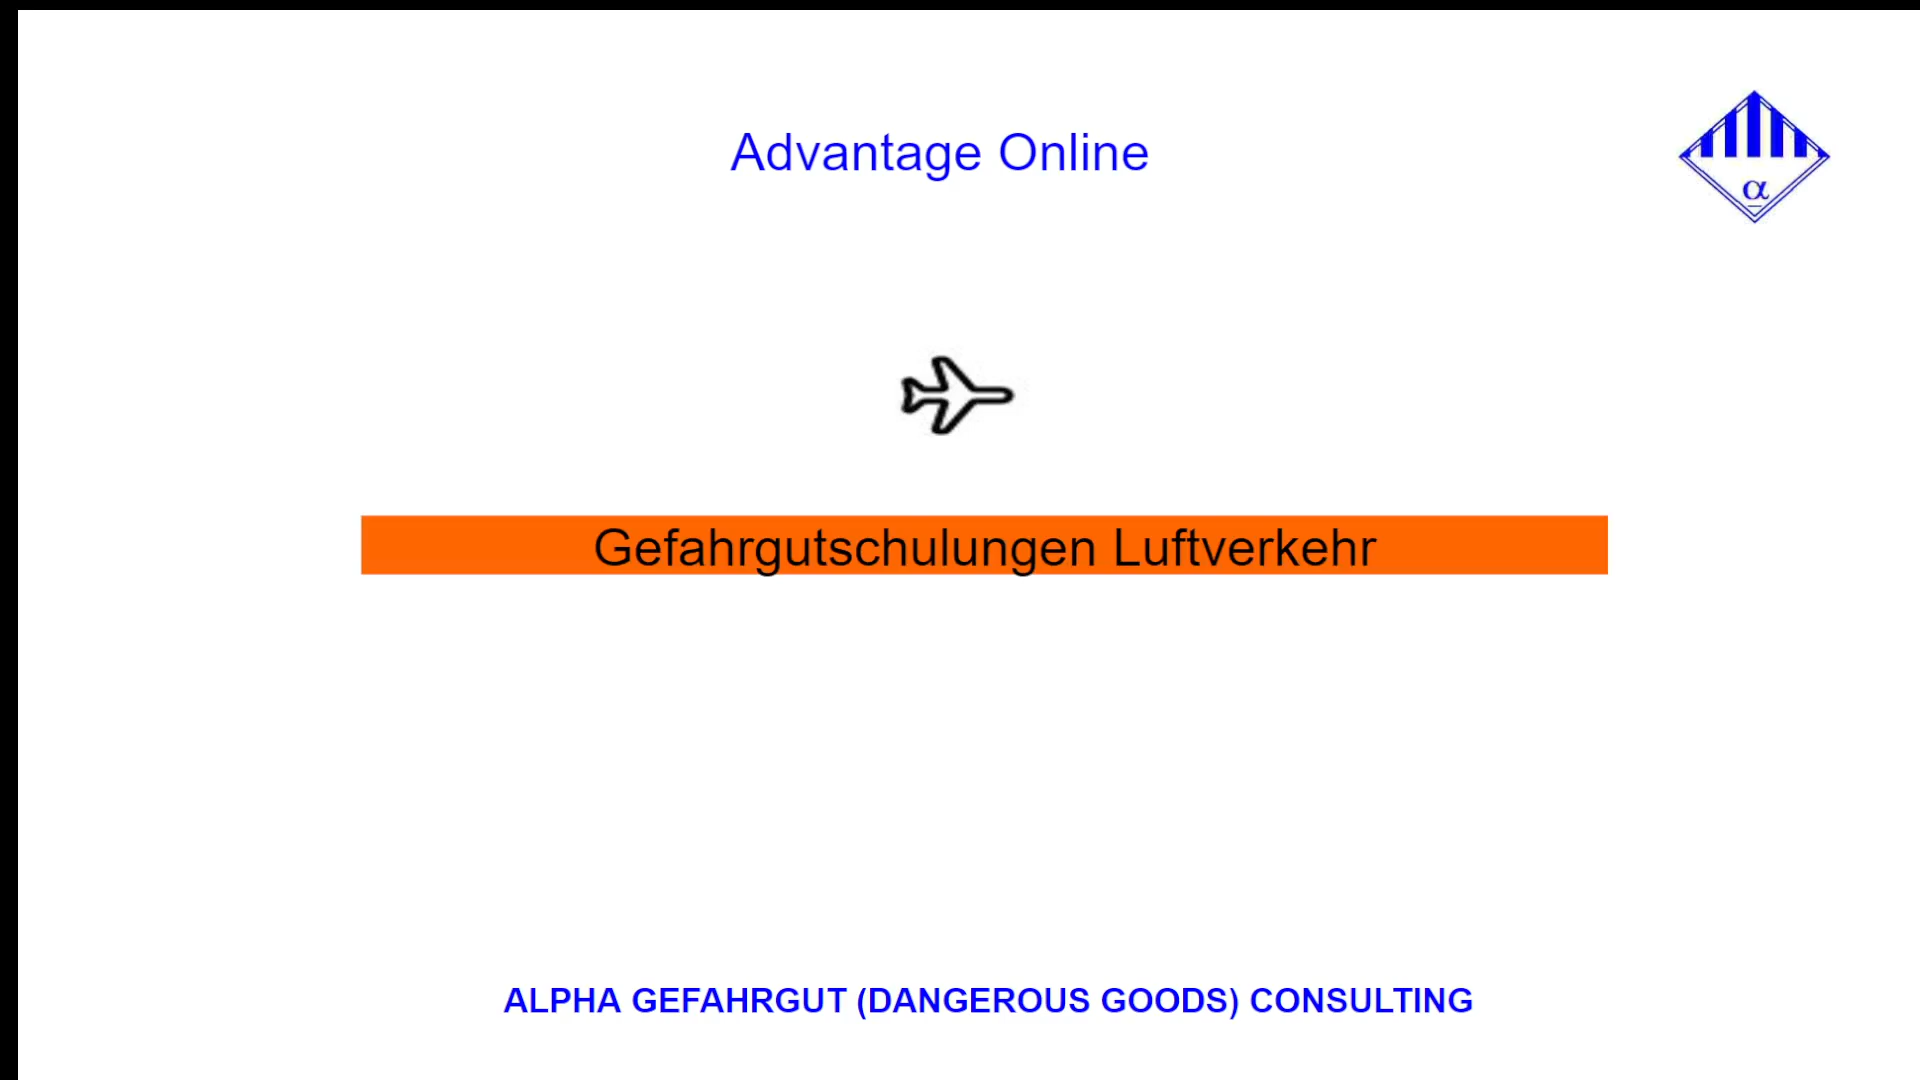 Advantage Online
α
Gefahrgutschulungen Luftverkehr
ALPHA GEFAHRGUT (DANGEROUS GOODS) CONSULTING